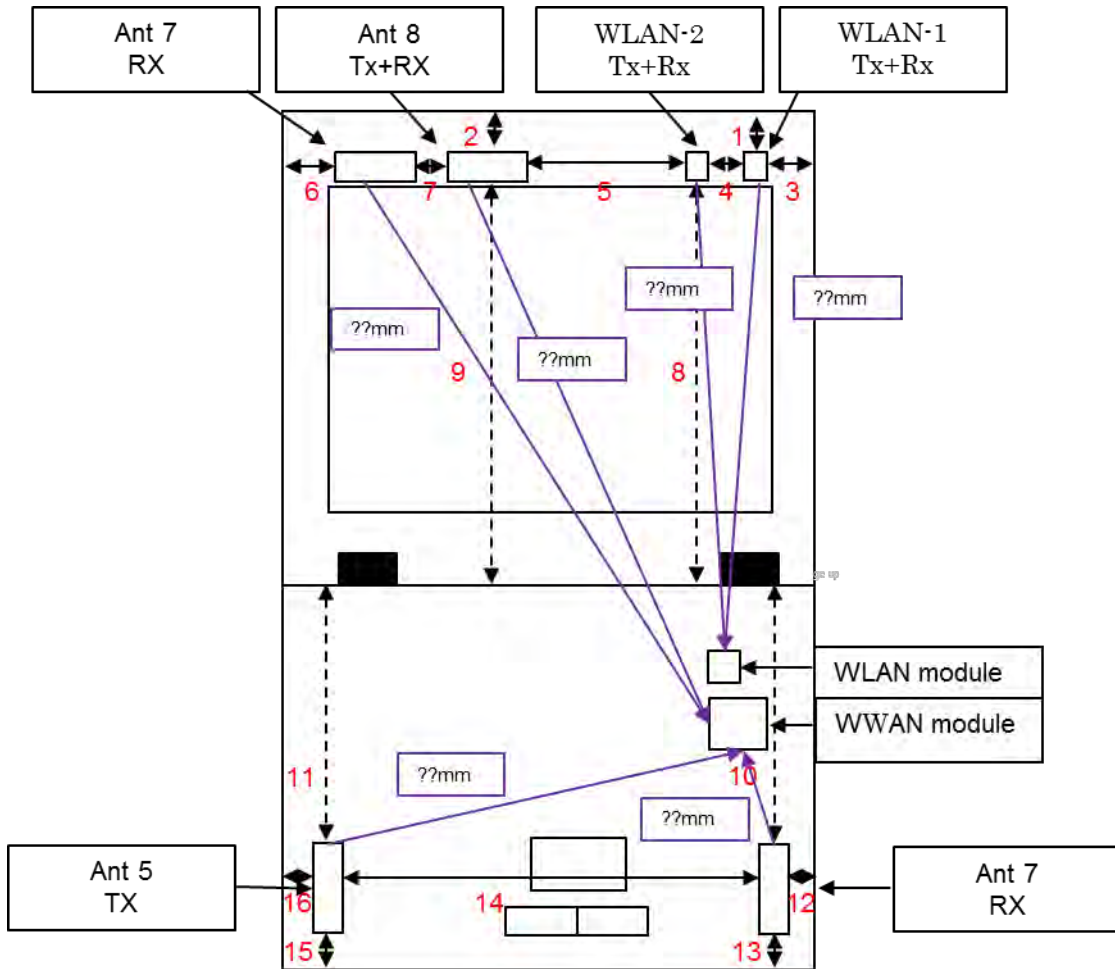 Ant 7
RX
Ant 8
Tx+RX
WLAN-2
Tx+Rx
WLAN-1
Tx+Rx
2
1
6
7
5
4
3
??mm
??mm
??mm
??mm
9
8
WLAN module
WWAN module
10
11
??mm
??mm
Ant 5
TX
16
14
12
Ant 7
RX
15
13